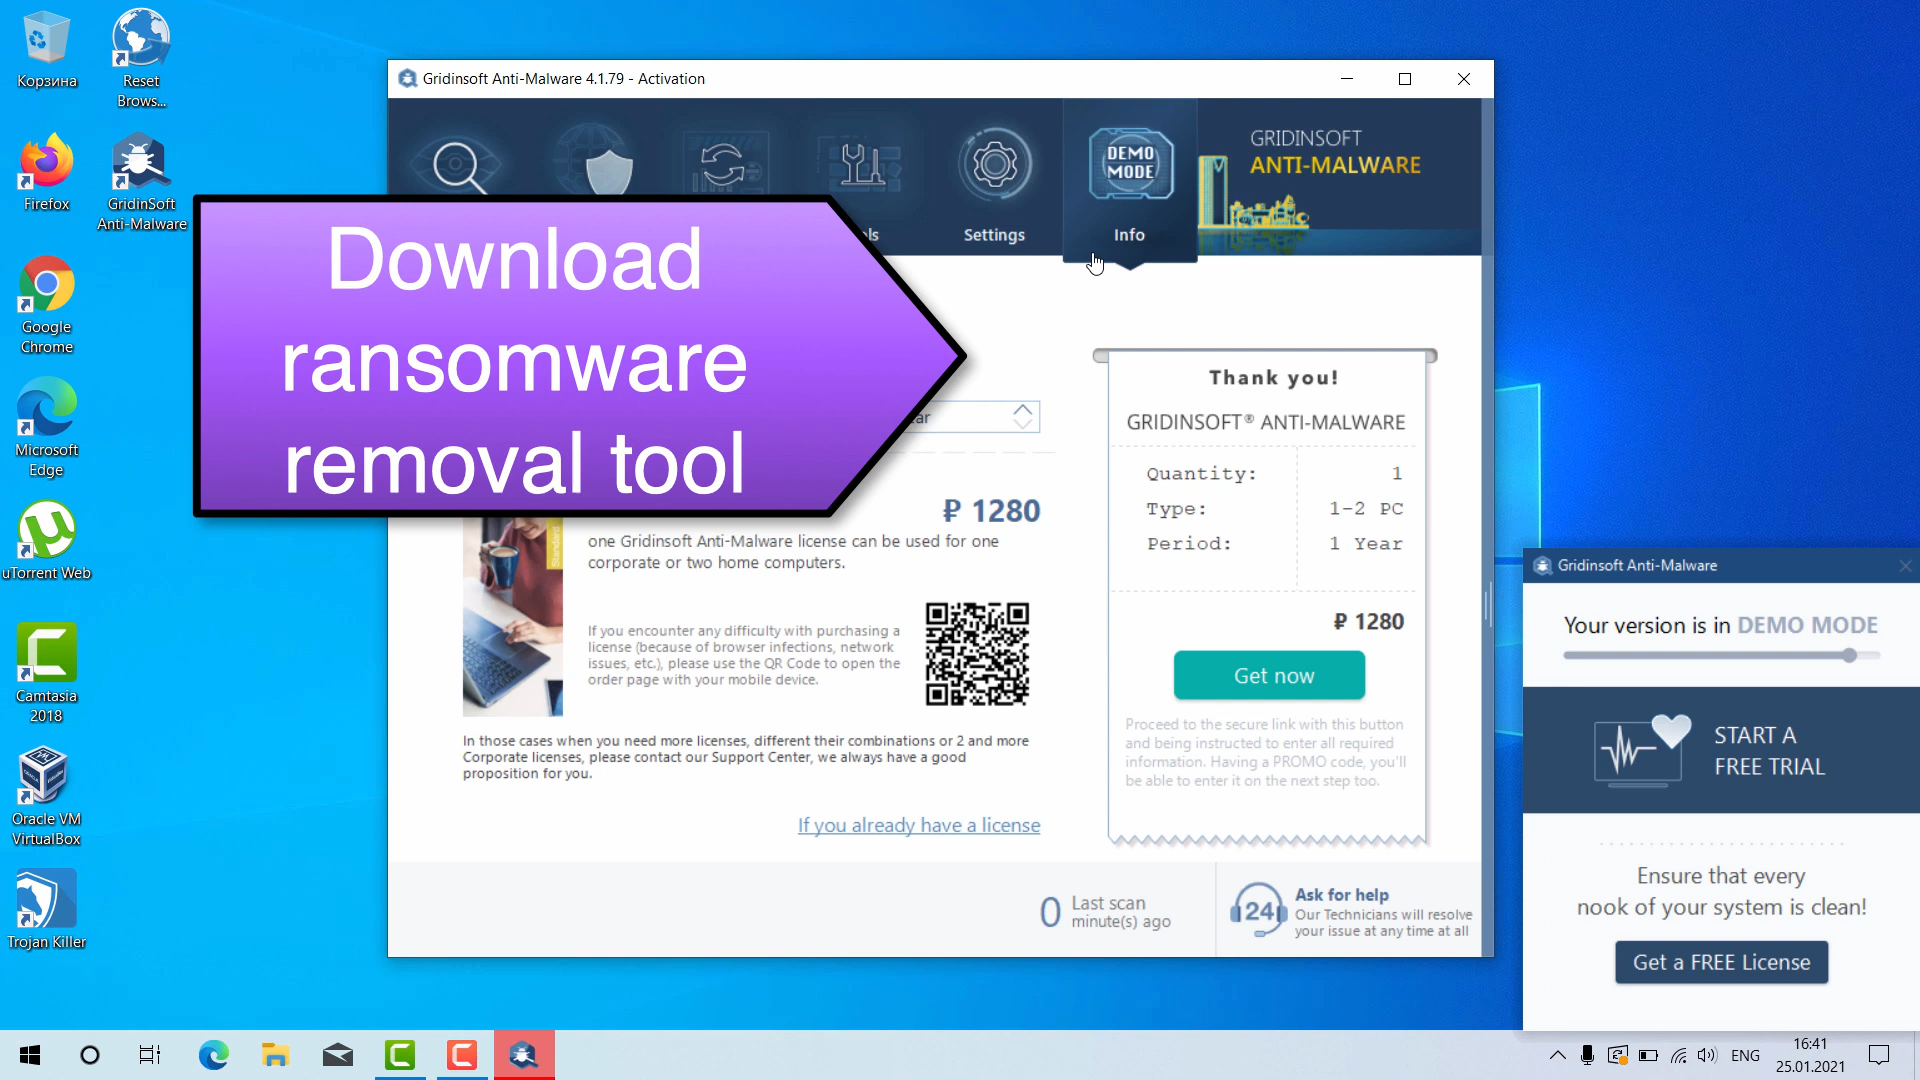 Корзина
Reset
Brows...
Firefox
GridinSoft
Anti-Malware
Google
Chrome
Microsoft
Edge
uTorrent Web
Camtasia
2018
Oracle VM
VirtualBox
Trojan Killer
Gridinsoft Anti-Malware 4.1.79 - Activation
Settings
DEMO
MODE
Info
GRIDINSOFT
ANTI-MALWARE
Download
ransomware
removal tool
₽ 1280
Standard
one Gridinsoft Anti-Malware license can be used for one
corporate or two home computers.
If you encounter any difficulty with purchasing a
license (because of browser infections, network
issues, etc.), please use the QR Code to open the
order page with your mobile device.
In those cases when you need more licenses, different their combinations or 2 and more
Corporate licenses, please contact our Support Center, we always have a good
proposition for you.
If you already have a license
Thank you!
GRIDINSOFT® ANTI-MALWARE
Quantity: 1
Type: 1-2 PC
Period: 1 Year
₽ 1280
Get now
Proceed to the secure link with this button
and being instructed to enter all required
information. Having a PROMO code, you'll
be able to enter it on the next step too.
0 Last scan
minute(s) ago
24
Ask for help
Our Technicians will resolve
your issue at any time at all
Gridinsoft Anti-Malware
Your version is in DEMO MODE
START A
FREE TRIAL
Ensure that every
nook of your system is clean!
Get a FREE License
ENG
16:41
25.01.2021